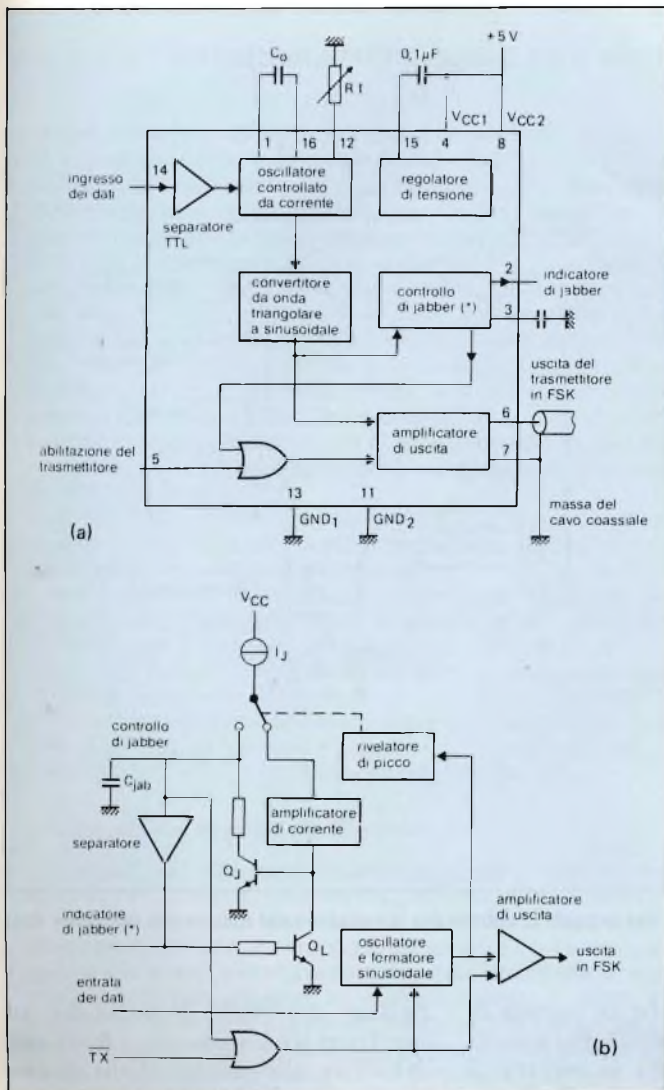 +5V
C₀
RI
0,1µF
VCC1
VCC2
1
16
12
15
4
8
ingresso
dei dati
14
separatore
TTL
oscillatore
controllato
da corrente
regolatore
di tensione
convertitore
da onda
triangolare
a sinusoidale
controllo
di jabber (*)
2
indicatore
di jabber
3
uscita del
trasmettitore
in FSK
abilitazione del
trasmettitore
5
amplificatore
di uscita
6
7
13
GND₁
11
GND₂
massa del
cavo coassiale
(a)
VCC
IJ
controllo
di jabber
Cjab
rivelatore
di picco
amplificatore
di corrente
separatore
QJ
indicatore
di jabber (*)
QL
oscillatore
e fermatore
sinusoidale
amplificatore
di uscita
uscita
in FSK
entrata
dei dati
TX
(b)